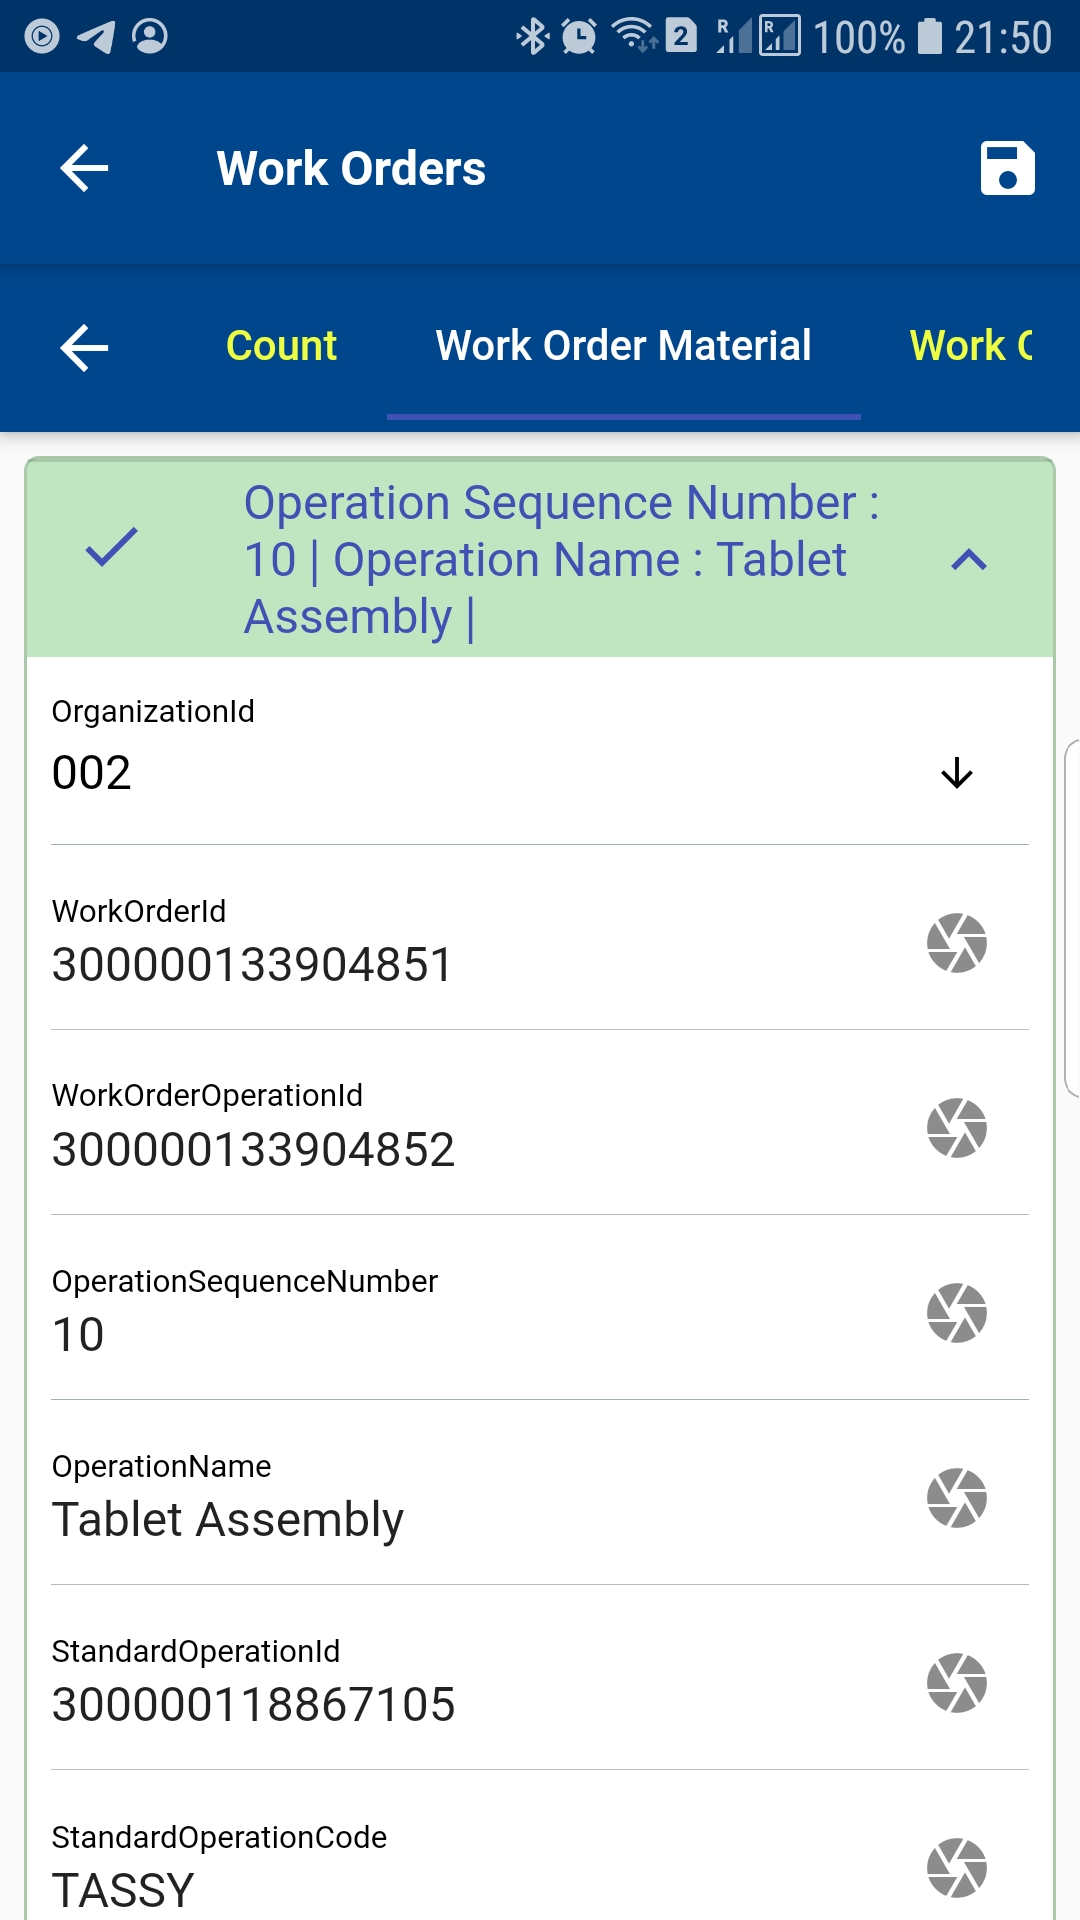 2 R R 100% 21:50
Work Orders
Count Work Order Material Work
Operation Sequence Number :
10 | Operation Name : Tablet
Assembly |
OrganizationId
002
WorkOrderId
300000133904851
WorkOrderOperationId
300000133904852
OperationSequenceNumber
10
OperationName
Tablet Assembly
StandardOperationId
300000118867105
StandardOperationCode
TASSY